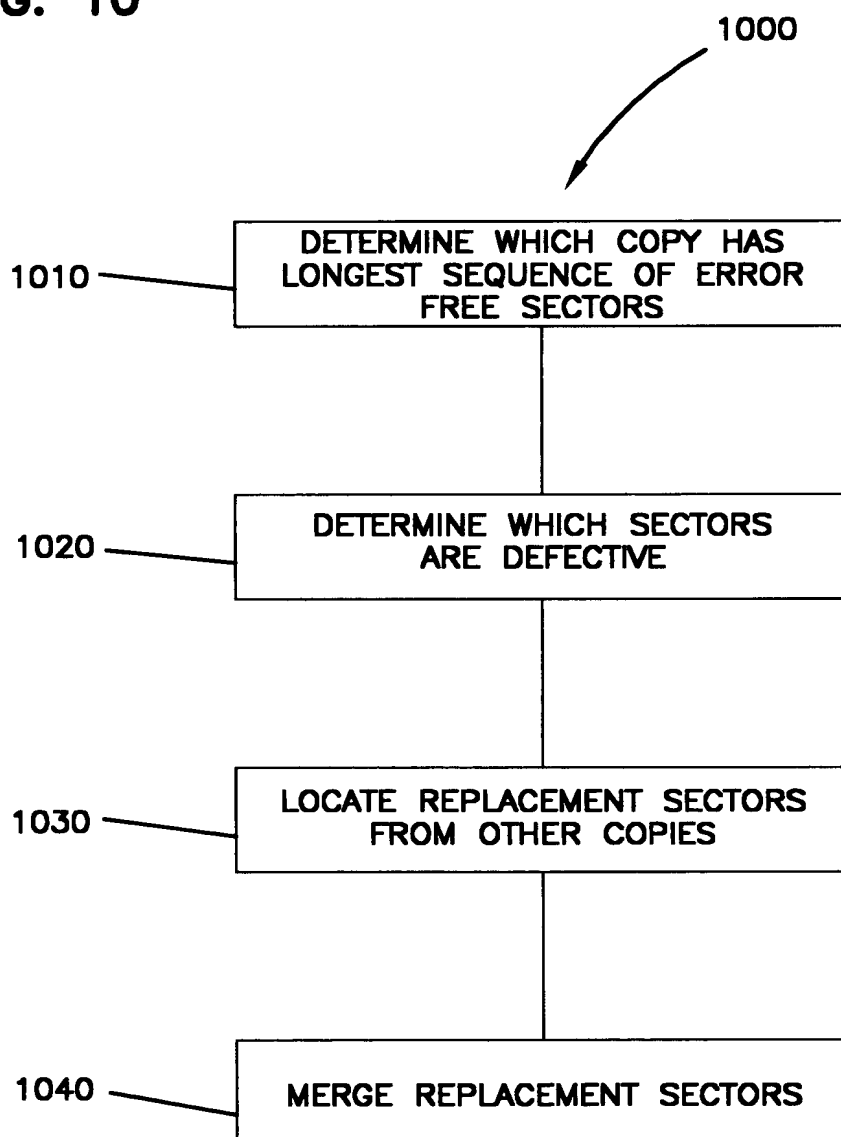 G. 10
1000
1010
DETERMINE WHICH COPY HAS
LONGEST SEQUENCE OF ERROR
FREE SECTORS
1020
DETERMINE WHICH SECTORS
ARE DEFECTIVE
1030
LOCATE REPLACEMENT SECTORS
FROM OTHER COPIES
1040
MERGE REPLACEMENT SECTORS